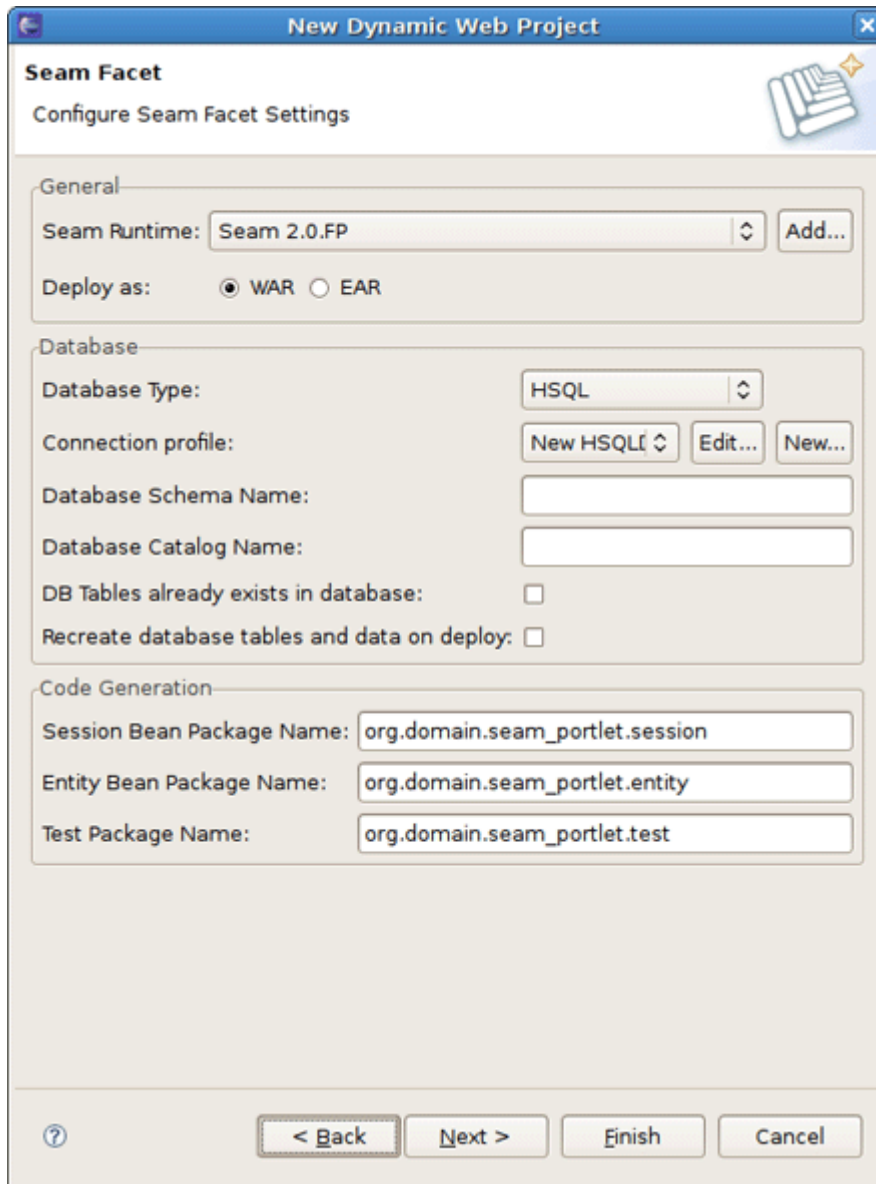 New Dynamic Web Project
Seam Facet
Configure Seam Facet Settings
General
Seam Runtime: Seam 2.0.FP Add...
Deploy as: WAR EAR
Database
Database Type: HSQL
Connection profile: New HSQL Edit... New...
Database Schema Name:
Database Catalog Name:
DB Tables already exists in database:
Recreate database tables and data on deploy:
Code Generation
Session Bean Package Name: org.domain.seam_portlet.session
Entity Bean Package Name: org.domain.seam_portlet.entity
Test Package Name: org.domain.seam_portlet.test
? < Back Next > Finish Cancel